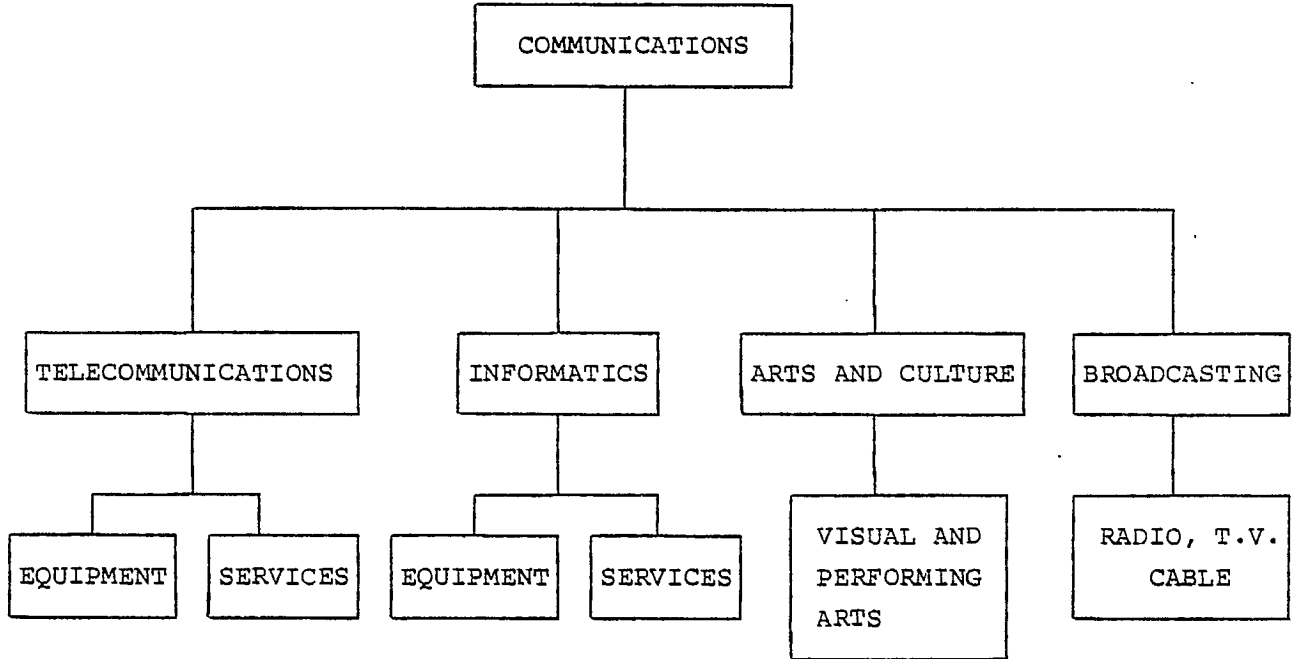 COMMUNICATIONS
TELECOMMUNICATIONS
INFORMATICS
ARTS AND CULTURE
BROADCASTING
EQUIPMENT
SERVICES
EQUIPMENT
SERVICES
VISUAL AND
PERFORMING
ARTS
RADIO, T.V.
CABLE